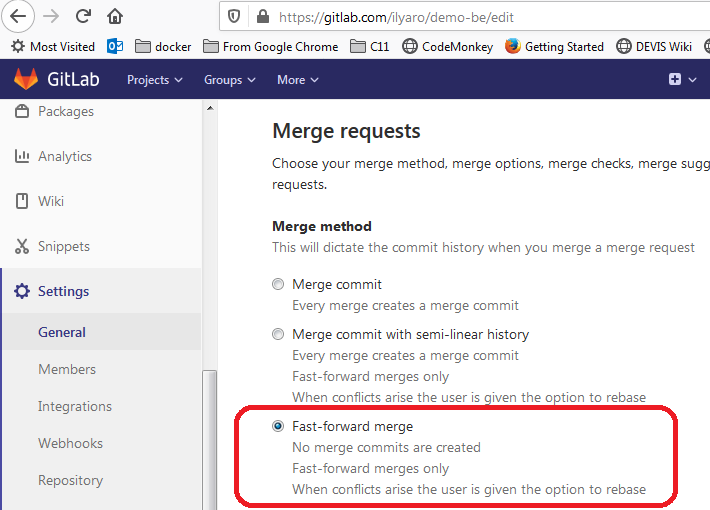 https://gitlab.com/ilyaro/demo-be/edit
Most Visited docker From Google Chrome C11 CodeMonkey Getting Started DEVIS Wiki
GitLab Projects Groups More
Packages
Analytics
Wiki
Snippets
Settings
General
Members
Integrations
Webhooks
Repository
Merge requests
Choose your merge method, merge options, merge checks, merge sugg
requests.
Merge method
This will dictate the commit history when you merge a merge request
Merge commit
Every merge creates a merge commit
Merge commit with semi-linear history
Every merge creates a merge commit
Fast-forward merges only
When conflicts arise the user is given the option to rebase
Fast-forward merge
No merge commits are created
Fast-forward merges only
When conflicts arise the user is given the option to rebase